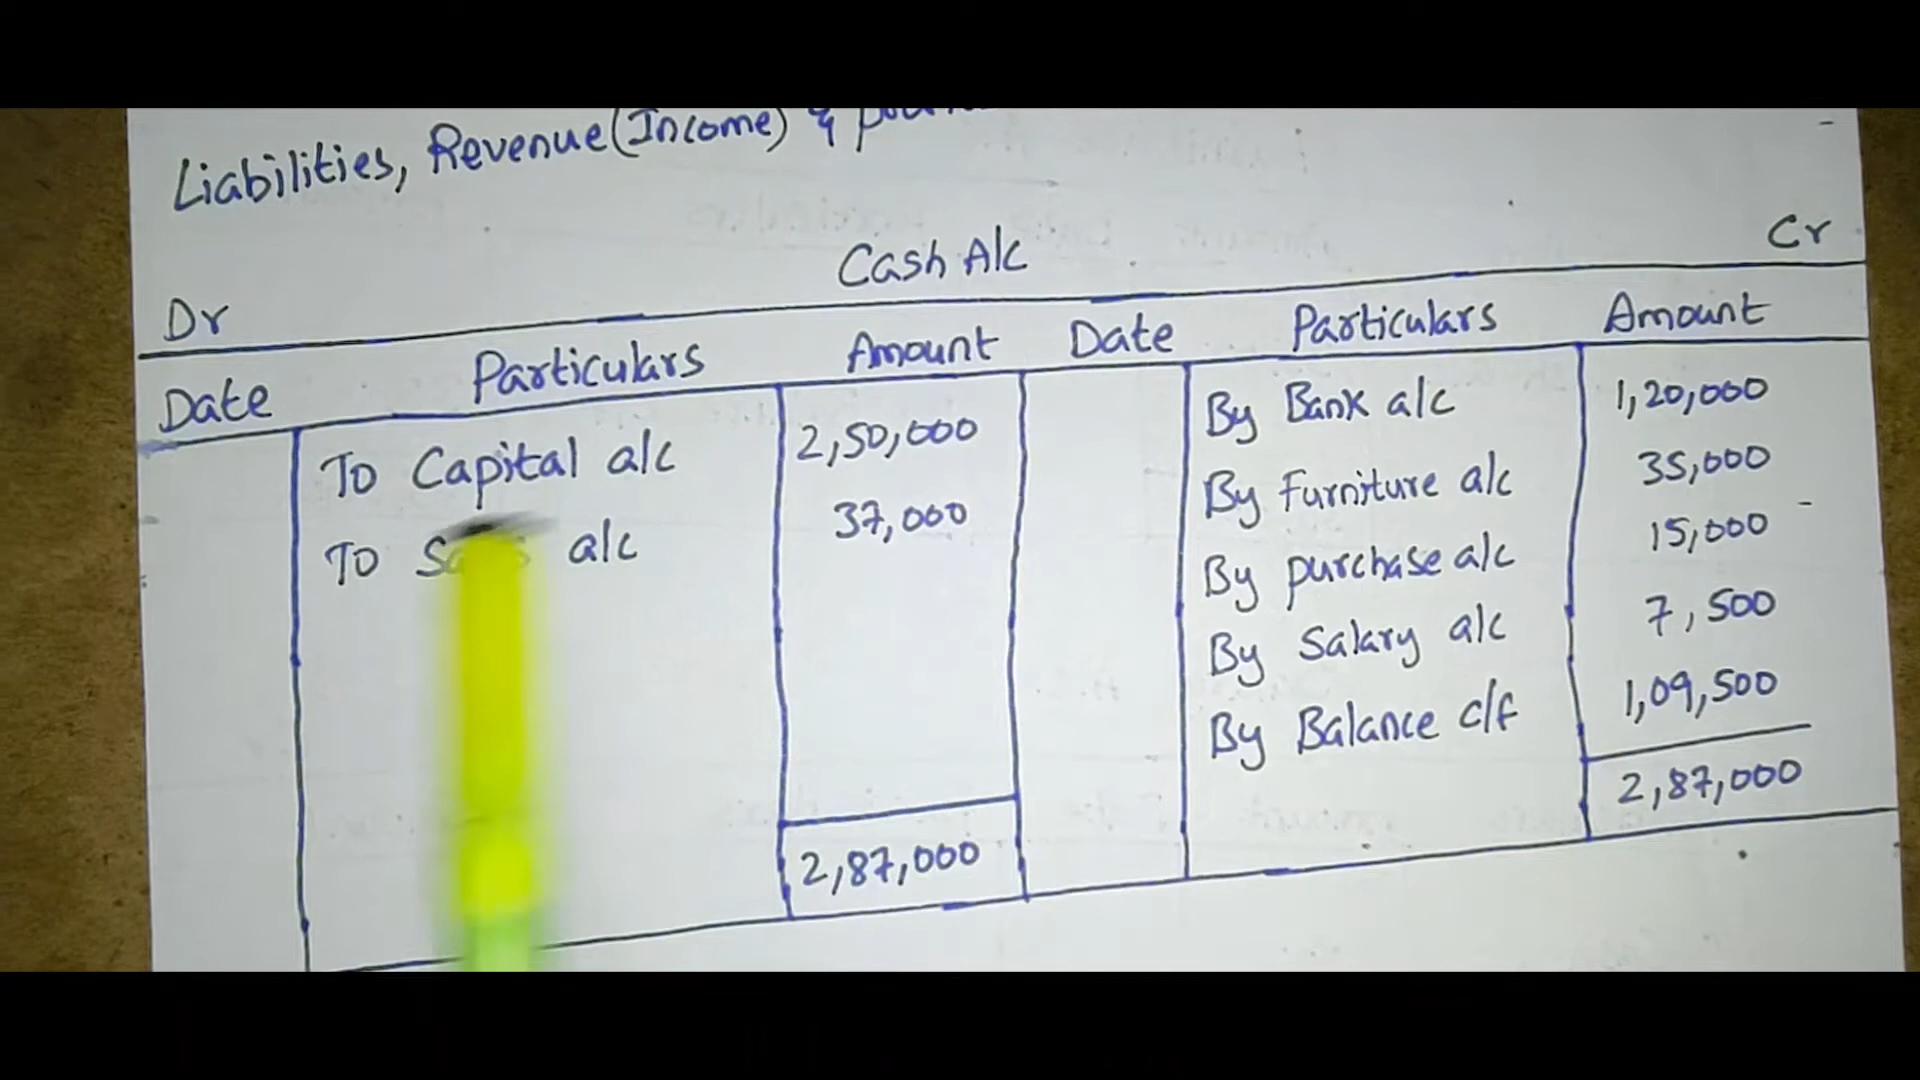 Liabilities, Revenue(Income) &
Cash A/c
Dr Cr
Date Particulars Amount Date Particulars Amount
To Capital a/c 2,50,000 By Bank a/c 1,20,000
To a/c 37,000 By Furniture a/c 35,000
By purchase a/c 15,000
By Salary a/c 7,500
By Balance c/f 1,09,500
2,87,000 2,87,000